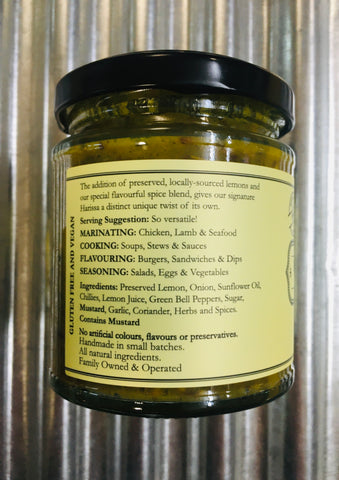 The addition of preserved, locally-sourced lemons and
our special flavourful spice blend, gives our signature
Harissa a distinct unique twist of its own.
Serving Suggestion: So versatile!
MARINATING: Chicken, Lamb & Seafood
COOKING: Soups, Stews & Sauces
FLAVOURING: Burgers, Sandwiches & Dips
SEASONING: Salads, Eggs & Vegetables
Ingredients: Preserved Lemon, Onion, Sunflower Oil,
Chillies, Lemon Juice, Green Bell Peppers, Sugar,
Mustard, Garlic, Coriander, Herbs and Spices.
Contains Mustard
No artificial colours, flavours or preservatives.
Handmade in small batches.
All natural ingredients.
Family Owned & Operated
GLUTEN FREE AND VEGAN